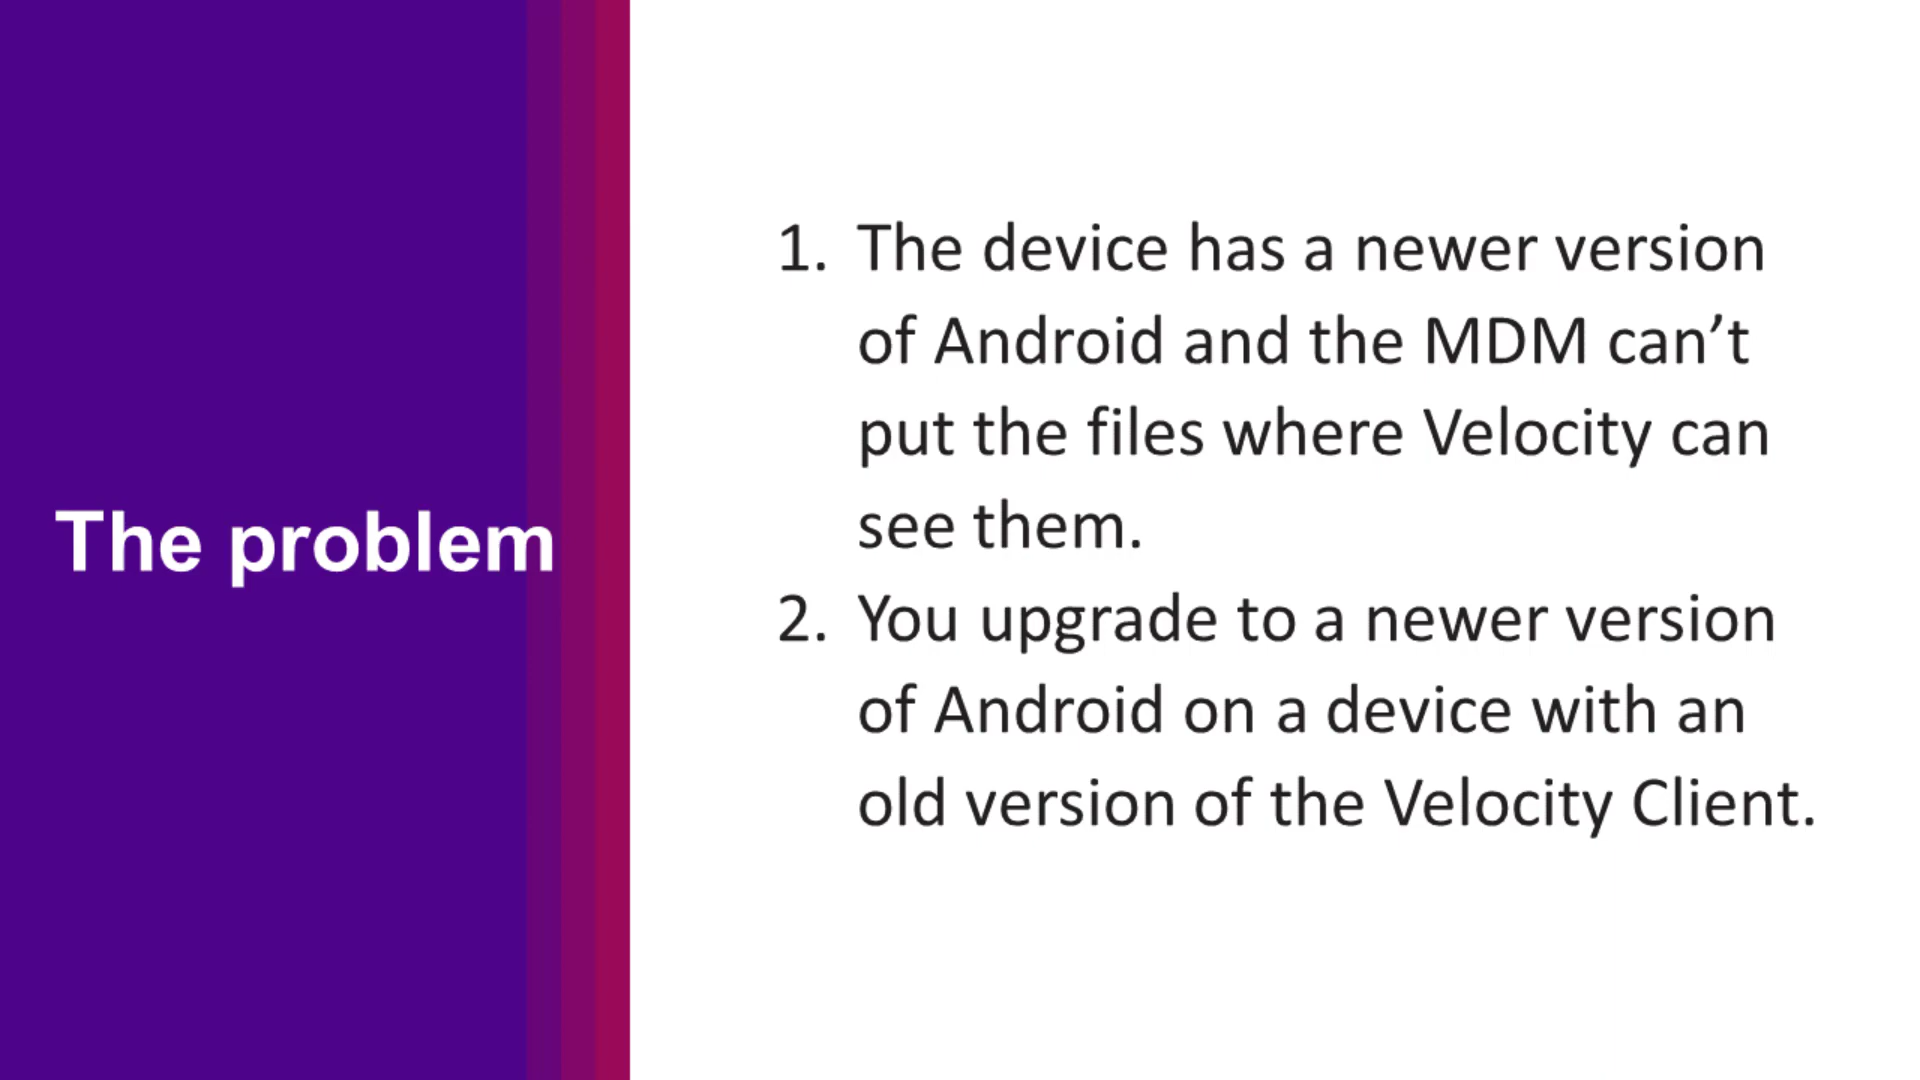 The problem
1. The device has a newer version
of Android and the MDM can’t
put the files where Velocity can
see them.
2. You upgrade to a newer version
of Android on a device with an
old version of the Velocity Client.